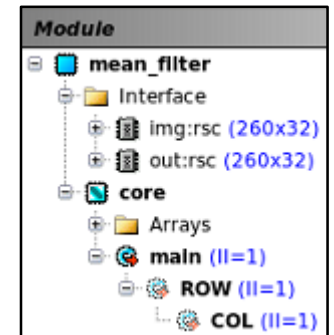 Module
mean_filter
Interface
img:rsc (260x32)
out:rsc (260x32)
core
Arrays
main (II=1)
ROW (II=1)
COL (II=1)